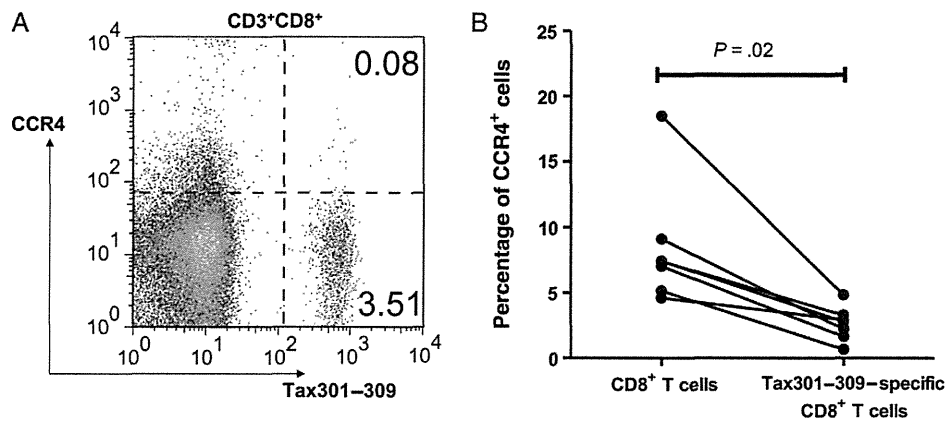 A
CD3⁺CD8⁺
10⁴
0.08
10³
CCR4
10²
10¹
3.51
10⁰
10⁰ 10¹ 10² 10³ 10⁴
Tax301–309
B
25
P = .02
20
15
10
5
0
Percentage of CCR4⁺ cells
CD8⁺ T cells
Tax301–309–specific
CD8⁺ T cells